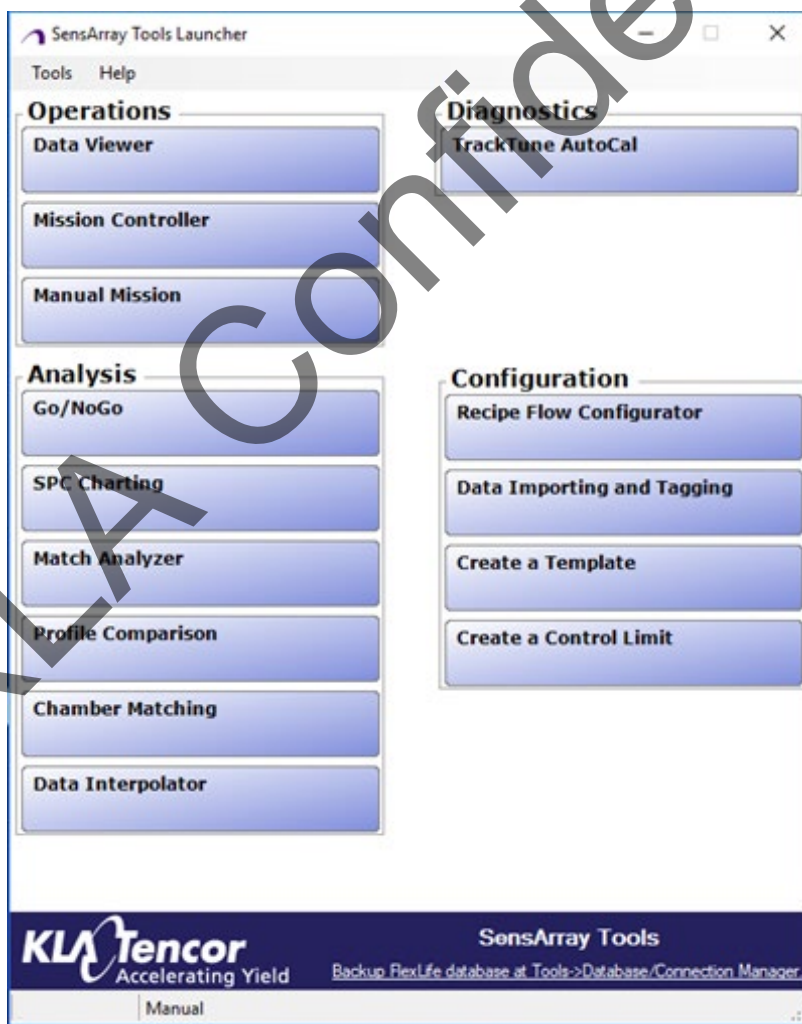 SensArray Tools Launcher
Tools Help
Operations
Data Viewer
Mission Controller
Manual Mission
Diagnostics
TrackTune AutoCal
Analysis
Go/NoGo
SPC Charting
Match Analyzer
Profile Comparison
Chamber Matching
Data Interpolator
Configuration
Recipe Flow Configurator
Data Importing and Tagging
Create a Template
Create a Control Limit
KLA Confide
KLA Tencor
Accelerating Yield
SensArray Tools
Backup FlexLife database at Tools->Database/Connection Manager.
Manual